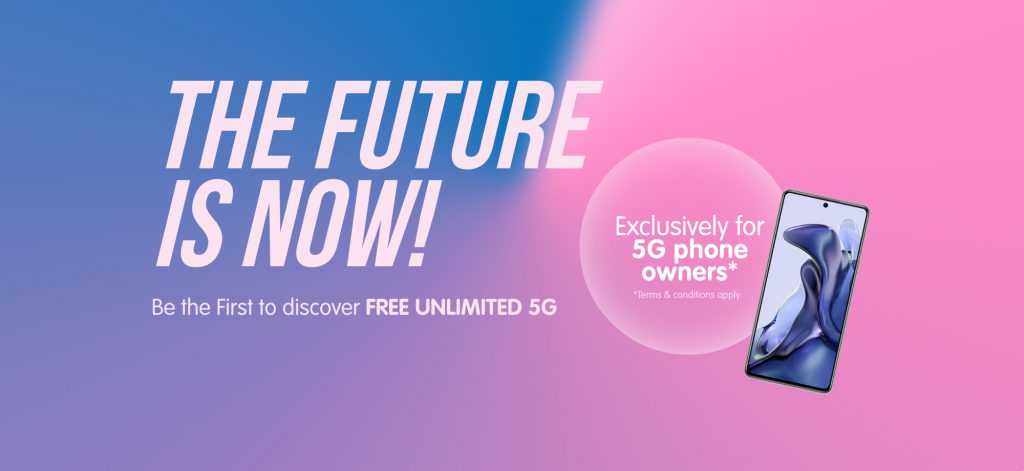 THE FUTURE
IS NOW!
Be the First to discover FREE UNLIMITED 5G
Exclusively for
5G phone
owners*
*Terms & conditions apply.